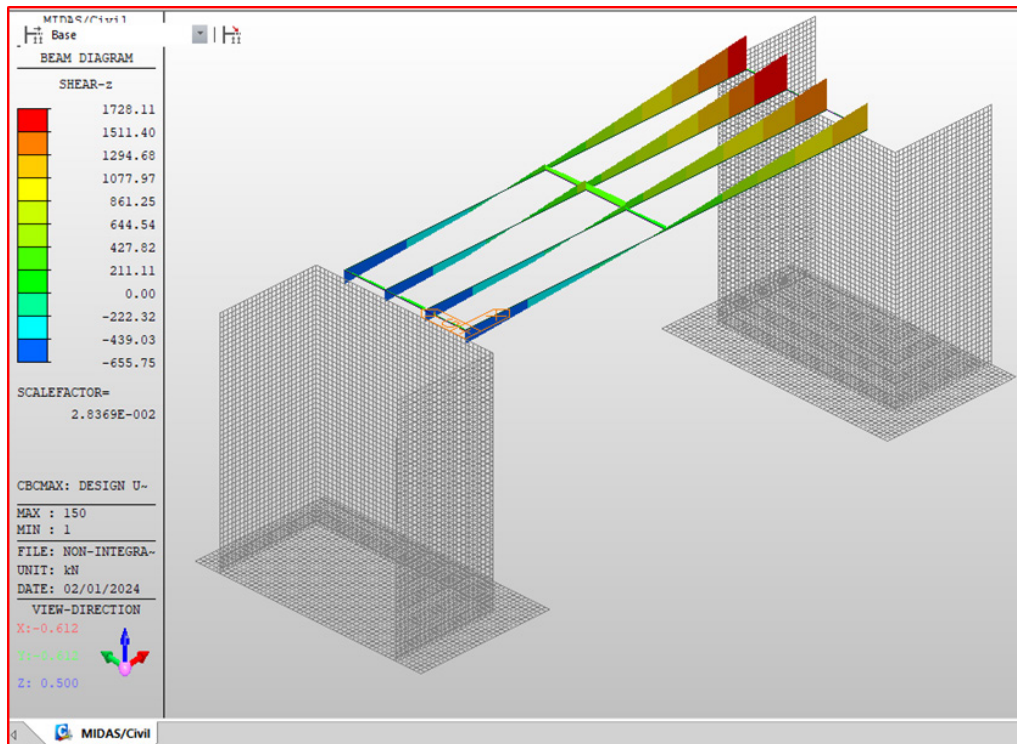 MIDAS/Civil
Base
BEAM DIAGRAM
SHEAR-z
1728.11
1511.40
1294.68
1077.97
861.25
644.54
427.82
211.11
0.00
-222.32
-439.03
-655.75
SCALEFACTOR=
2.8369E-002
CBCMAX: DESIGN U~
MAX : 150
MIN : 1
FILE: NON-INTEGRA~
UNIT: kN
DATE: 02/01/2024
VIEW-DIRECTION
X:-0.612
Z: 0.500
MIDAS/Civil